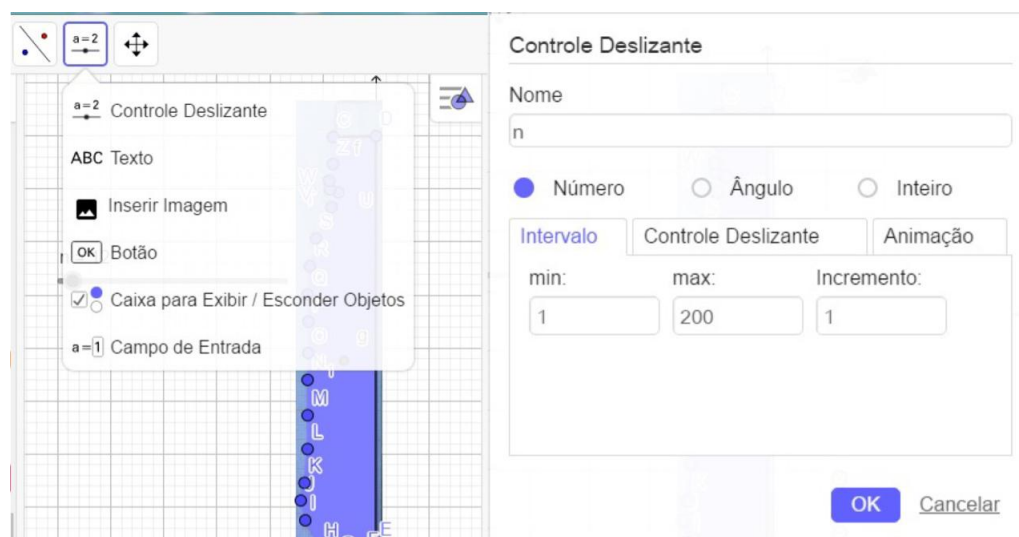 a=2
a=2 Controle Deslizante
ABC Texto
Inserir Imagem
OK Botão
Caixa para Exibir / Esconder Objetos
a=1 Campo de Entrada
M
L
K
J
I
H
E
Controle Deslizante
Nome
n
Número Ângulo Inteiro
Intervalo Controle Deslizante Animação
min: max: Incremento:
1 200 1
OK Cancelar